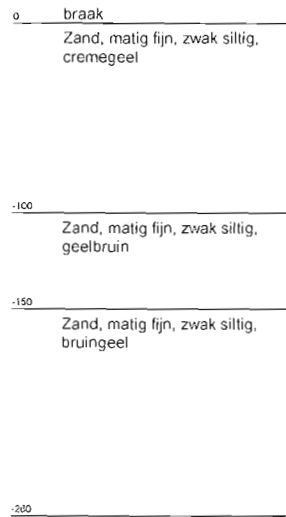 0 braak
Zand, matig fijn, zwak siltig,
cremegeel
-100
Zand, matig fijn, zwak siltig,
geelbruin
-150
Zand, matig fijn, zwak siltig,
bruingeel
-260